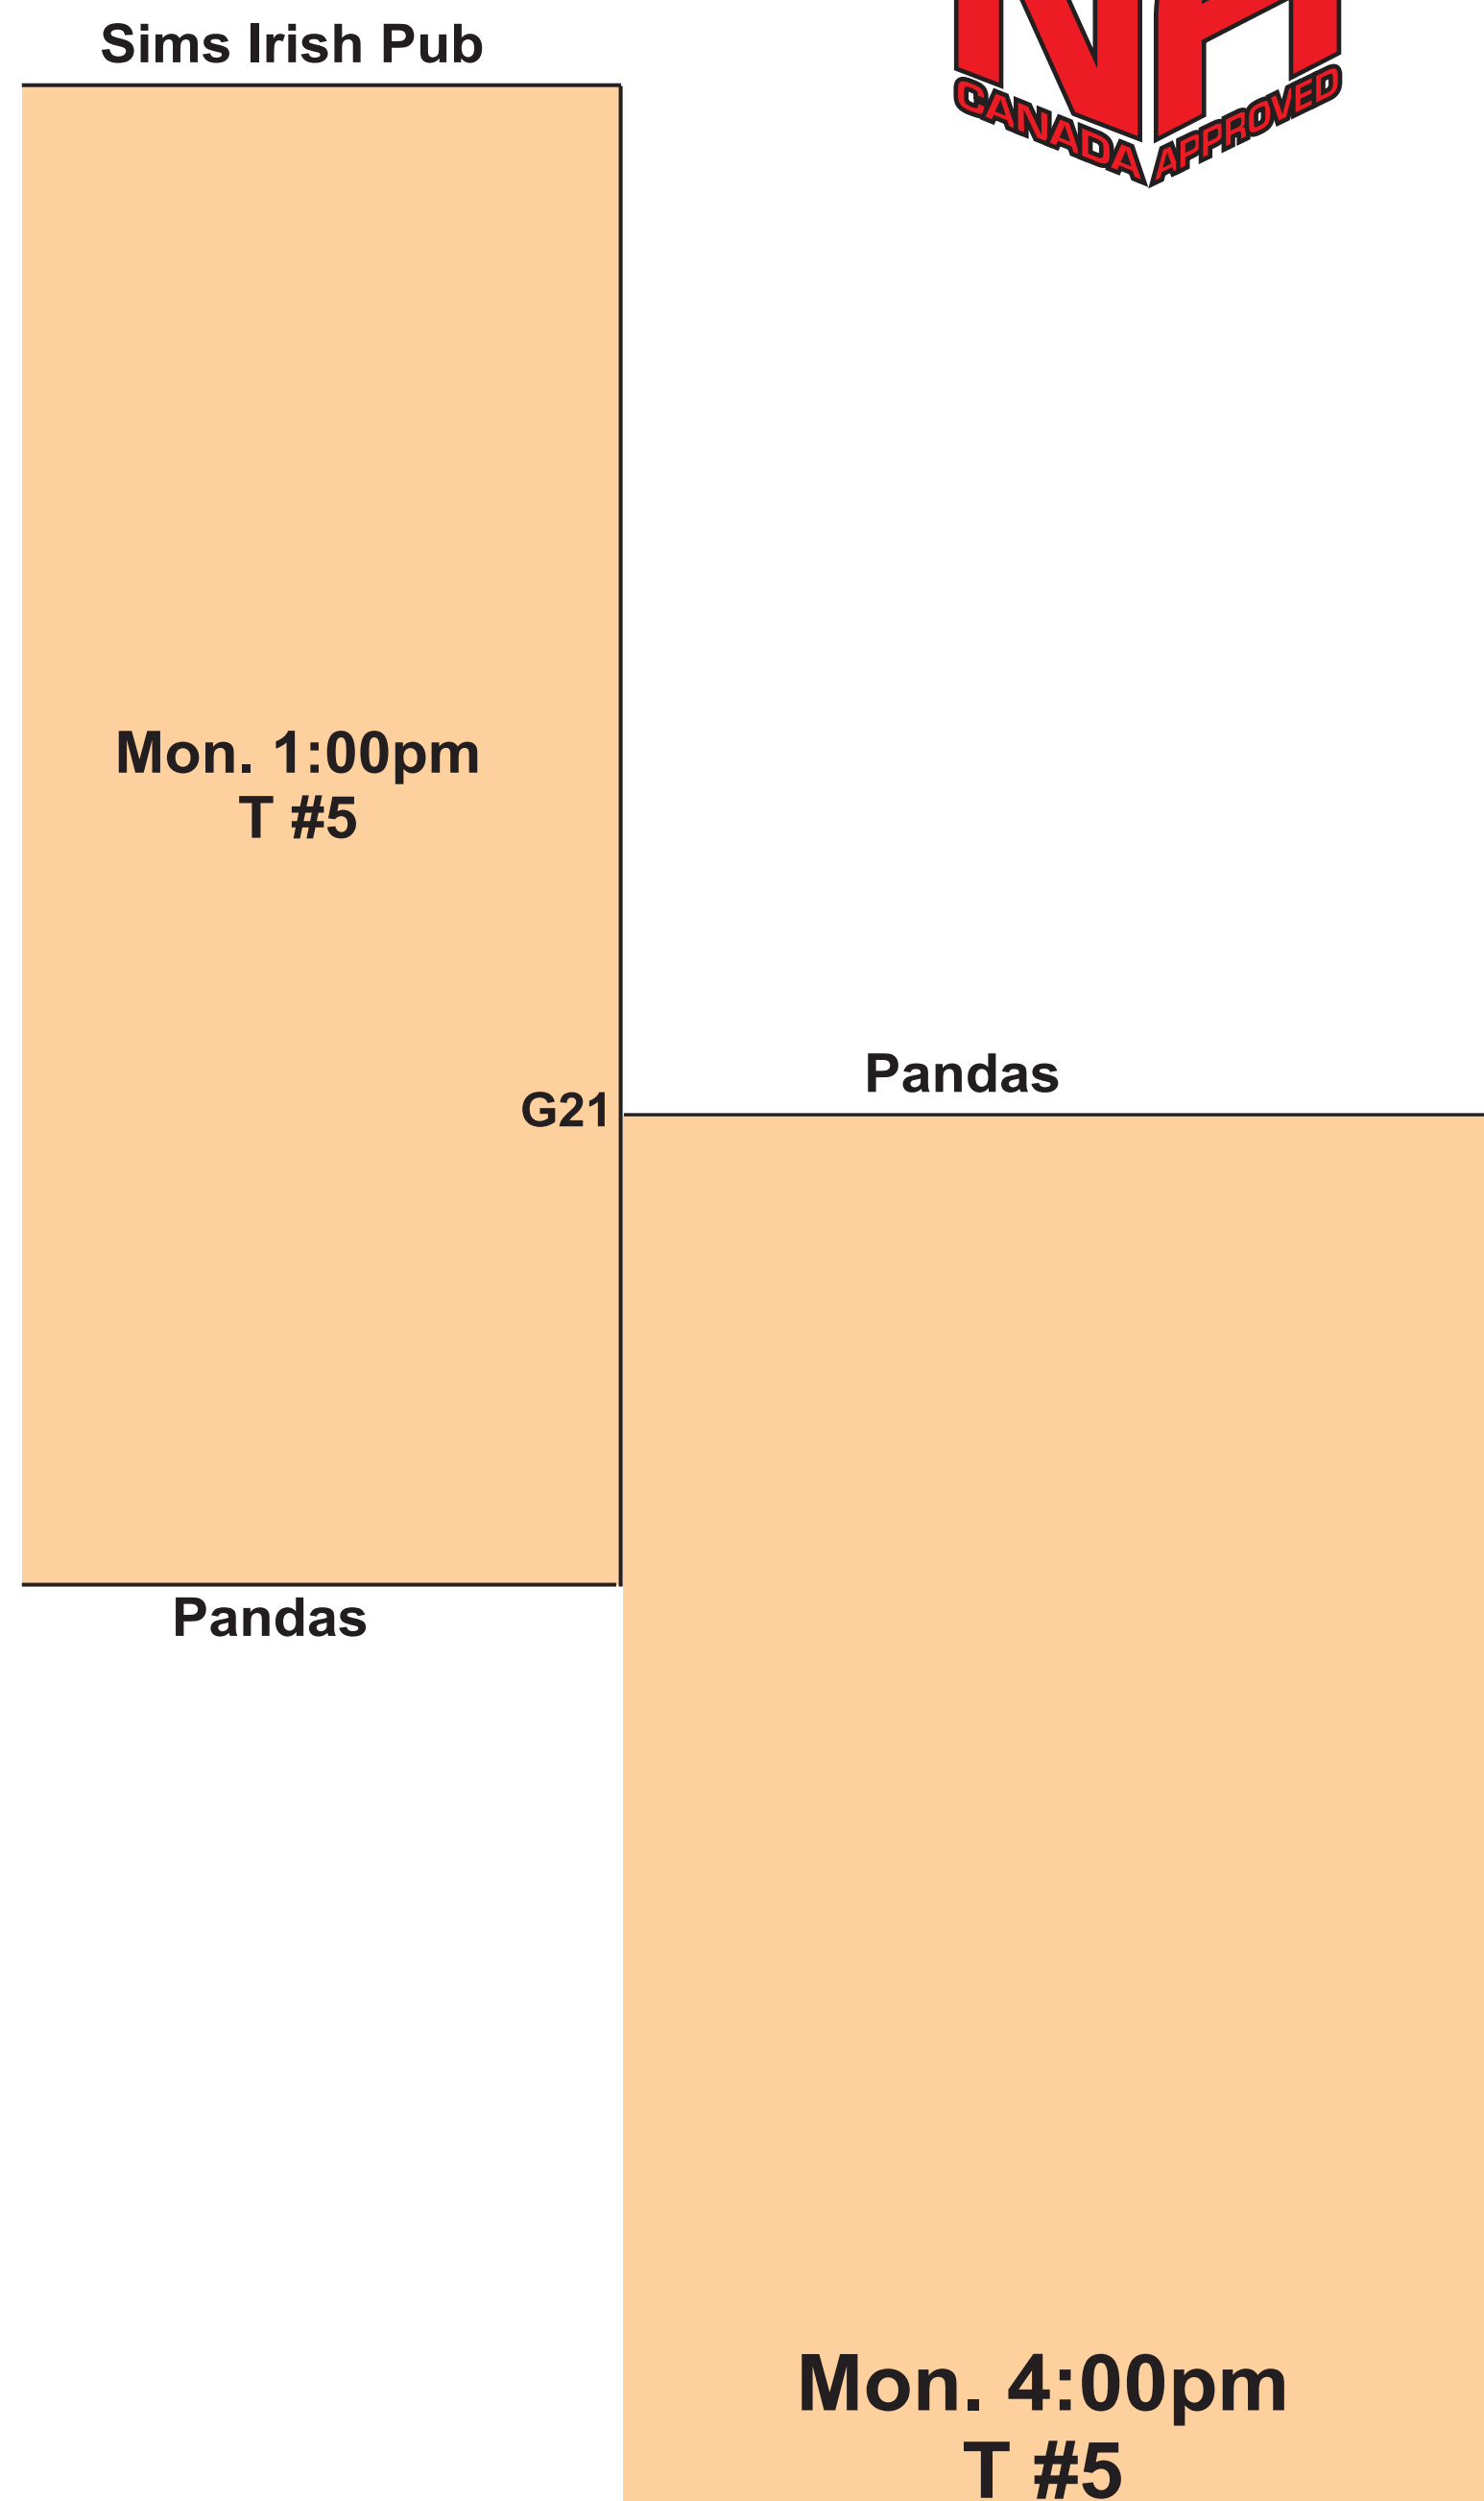 Sims Irish Pub
CANADA APPROVED
Mon. 1:00pm
T #5
Pandas
G21
Pandas
Mon. 4:00pm
T #5